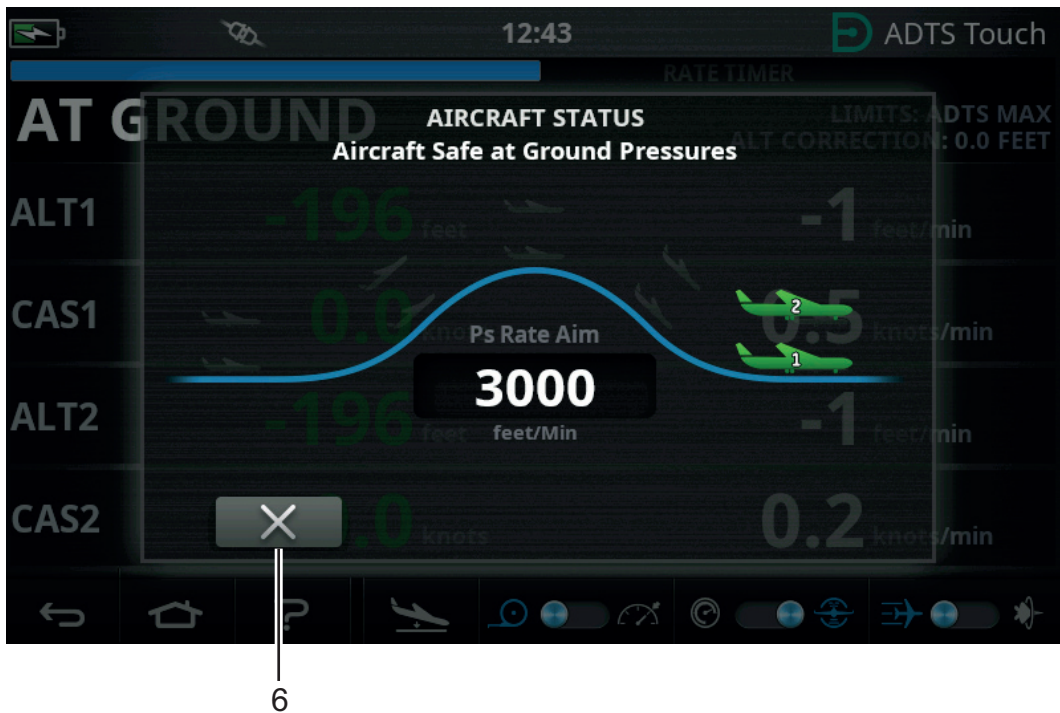 12:43
ADTS Touch
RATE TIMER
AT GROUND
LIMITS: ADTS MAX
ALT CORRECTION: 0.0 FEET
AIRCRAFT STATUS
Aircraft Safe at Ground Pressures
ALT1 -196 feet -1 feet/min
2
CAS1 0.0 knots 0.5 knots/min
Ps Rate Aim
1
3000
feet/Min
ALT2 -196 feet -1 feet/min
CAS2 0.0 knots 0.2 knots/min
?
6